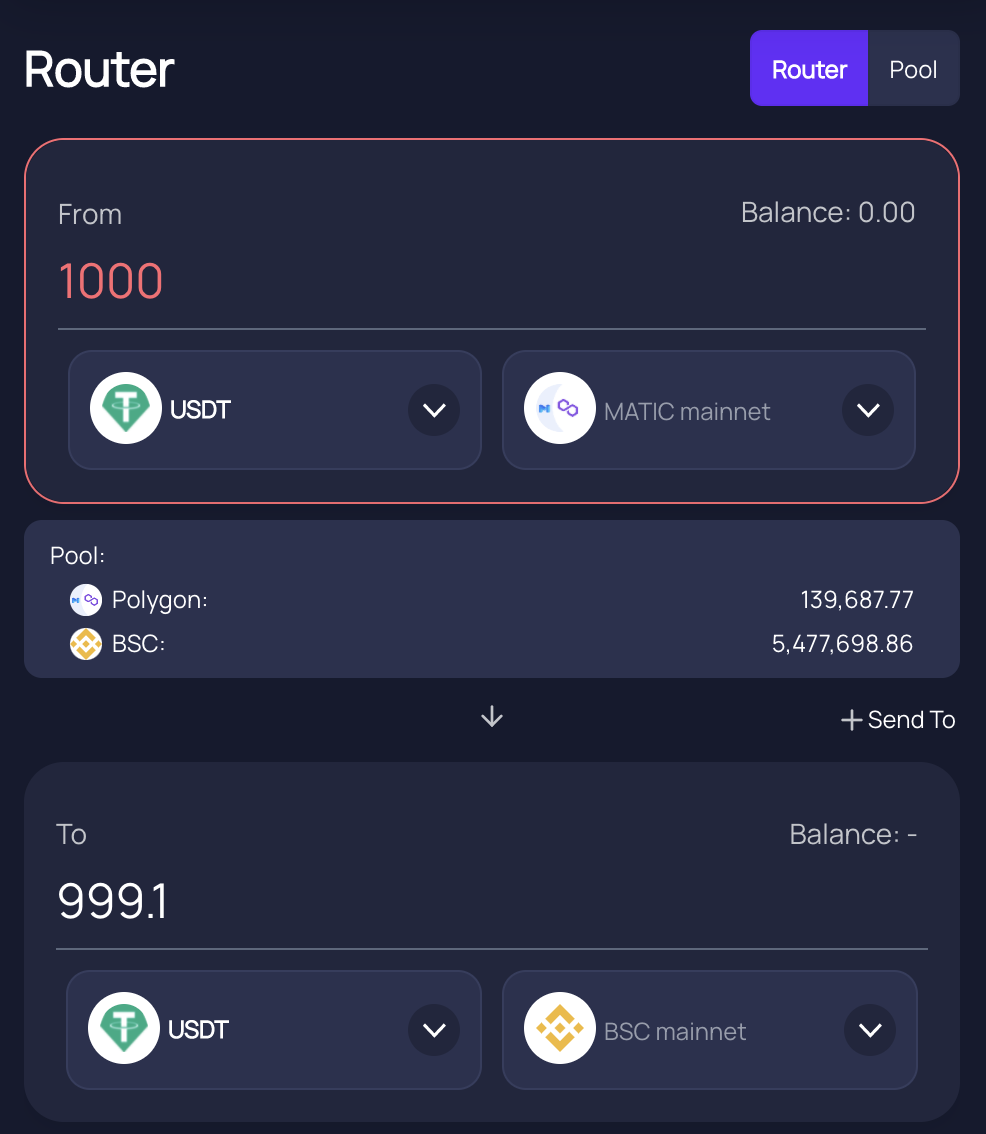 Router
Router Pool
From Balance: 0.00
1000
USDT MATIC mainnet
Pool:
Polygon: 139,687.77
BSC: 5,477,698.86
Send To
To Balance: -
999.1
USDT BSC mainnet